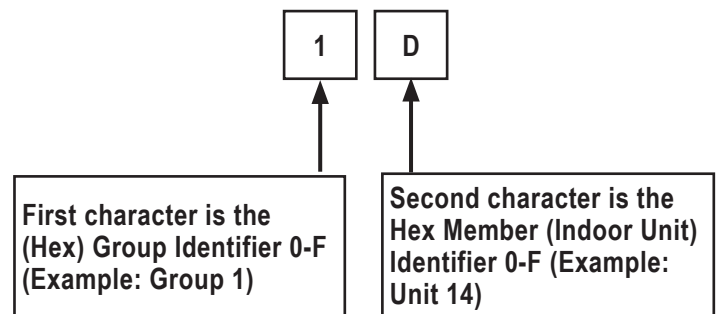 1 D
First character is the
(Hex) Group Identifier 0-F
(Example: Group 1)
Second character is the
Hex Member (Indoor Unit)
Identifier 0-F (Example:
Unit 14)